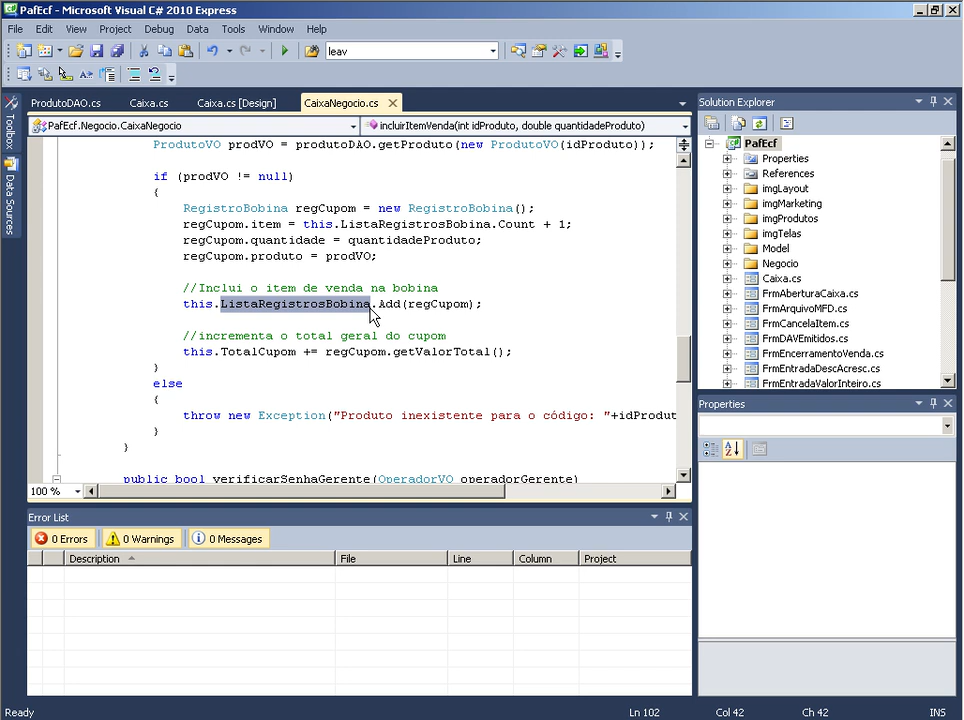 PafEcf - Microsoft Visual C# 2010 Express
File Edit View Project Debug Data Tools Window Help
leav
ProdutoDAO.cs Caixa.cs Caixa.cs [Design] CaixaNegocio.cs
PafEcf.Negocio.CaixaNegocio
incluirItemVenda(int idProduto, double quantidadeProduto)
Toolbox
Data Sources
ProdutoVO prodVO = produtoDAO.getProduto(new ProdutoVO(idProduto));
if (prodVO != null)
{
RegistroBobina regCupom = new RegistroBobina();
regCupom.item = this.ListaRegistrosBobina.Count + 1;
regCupom.quantidade = quantidadeProduto;
regCupom.produto = prodVO;
//Inclui o item de venda na bobina
this.ListaRegistrosBobina.Add(regCupom);
//incrementa o total geral do cupom
this.TotalCupom += regCupom.getValorTotal();
}
else
{
throw new Exception("Produto inexistente para o código: "+idProdut
}
}
public bool verificarSenhaGerente(OperadorVO operadorGerente)
100 %
Solution Explorer
PafEcf
Properties
References
imgLayout
imgMarketing
imgProdutos
imgTelas
Model
Negocio
Caixa.cs
FrmAberturaCaixa.cs
FrmArquivoMFD.cs
FrmCancelaItem.cs
FrmDAVEmitidos.cs
FrmEncerramentoVenda.cs
FrmEntradaDescAcresc.cs
FrmEntradaValorInteiro.cs
Properties
Error List
0 Errors 0 Warnings 0 Messages
Description File Line Column Project
Ready Ln 102 Col 42 Ch 42 INS